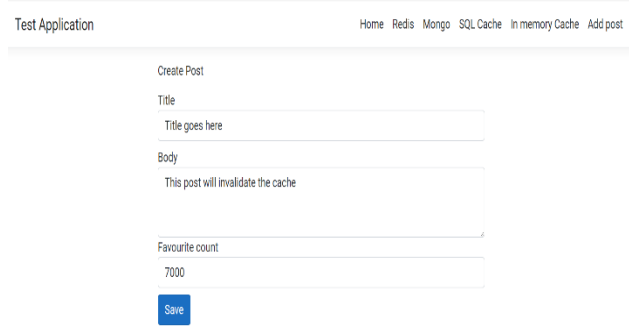 Test Application
Home Redis Mongo SQL Cache In memory Cache Add post
Create Post
Title
Title goes here
Body
This post will invalidate the cache
Favourite count
7000
Save